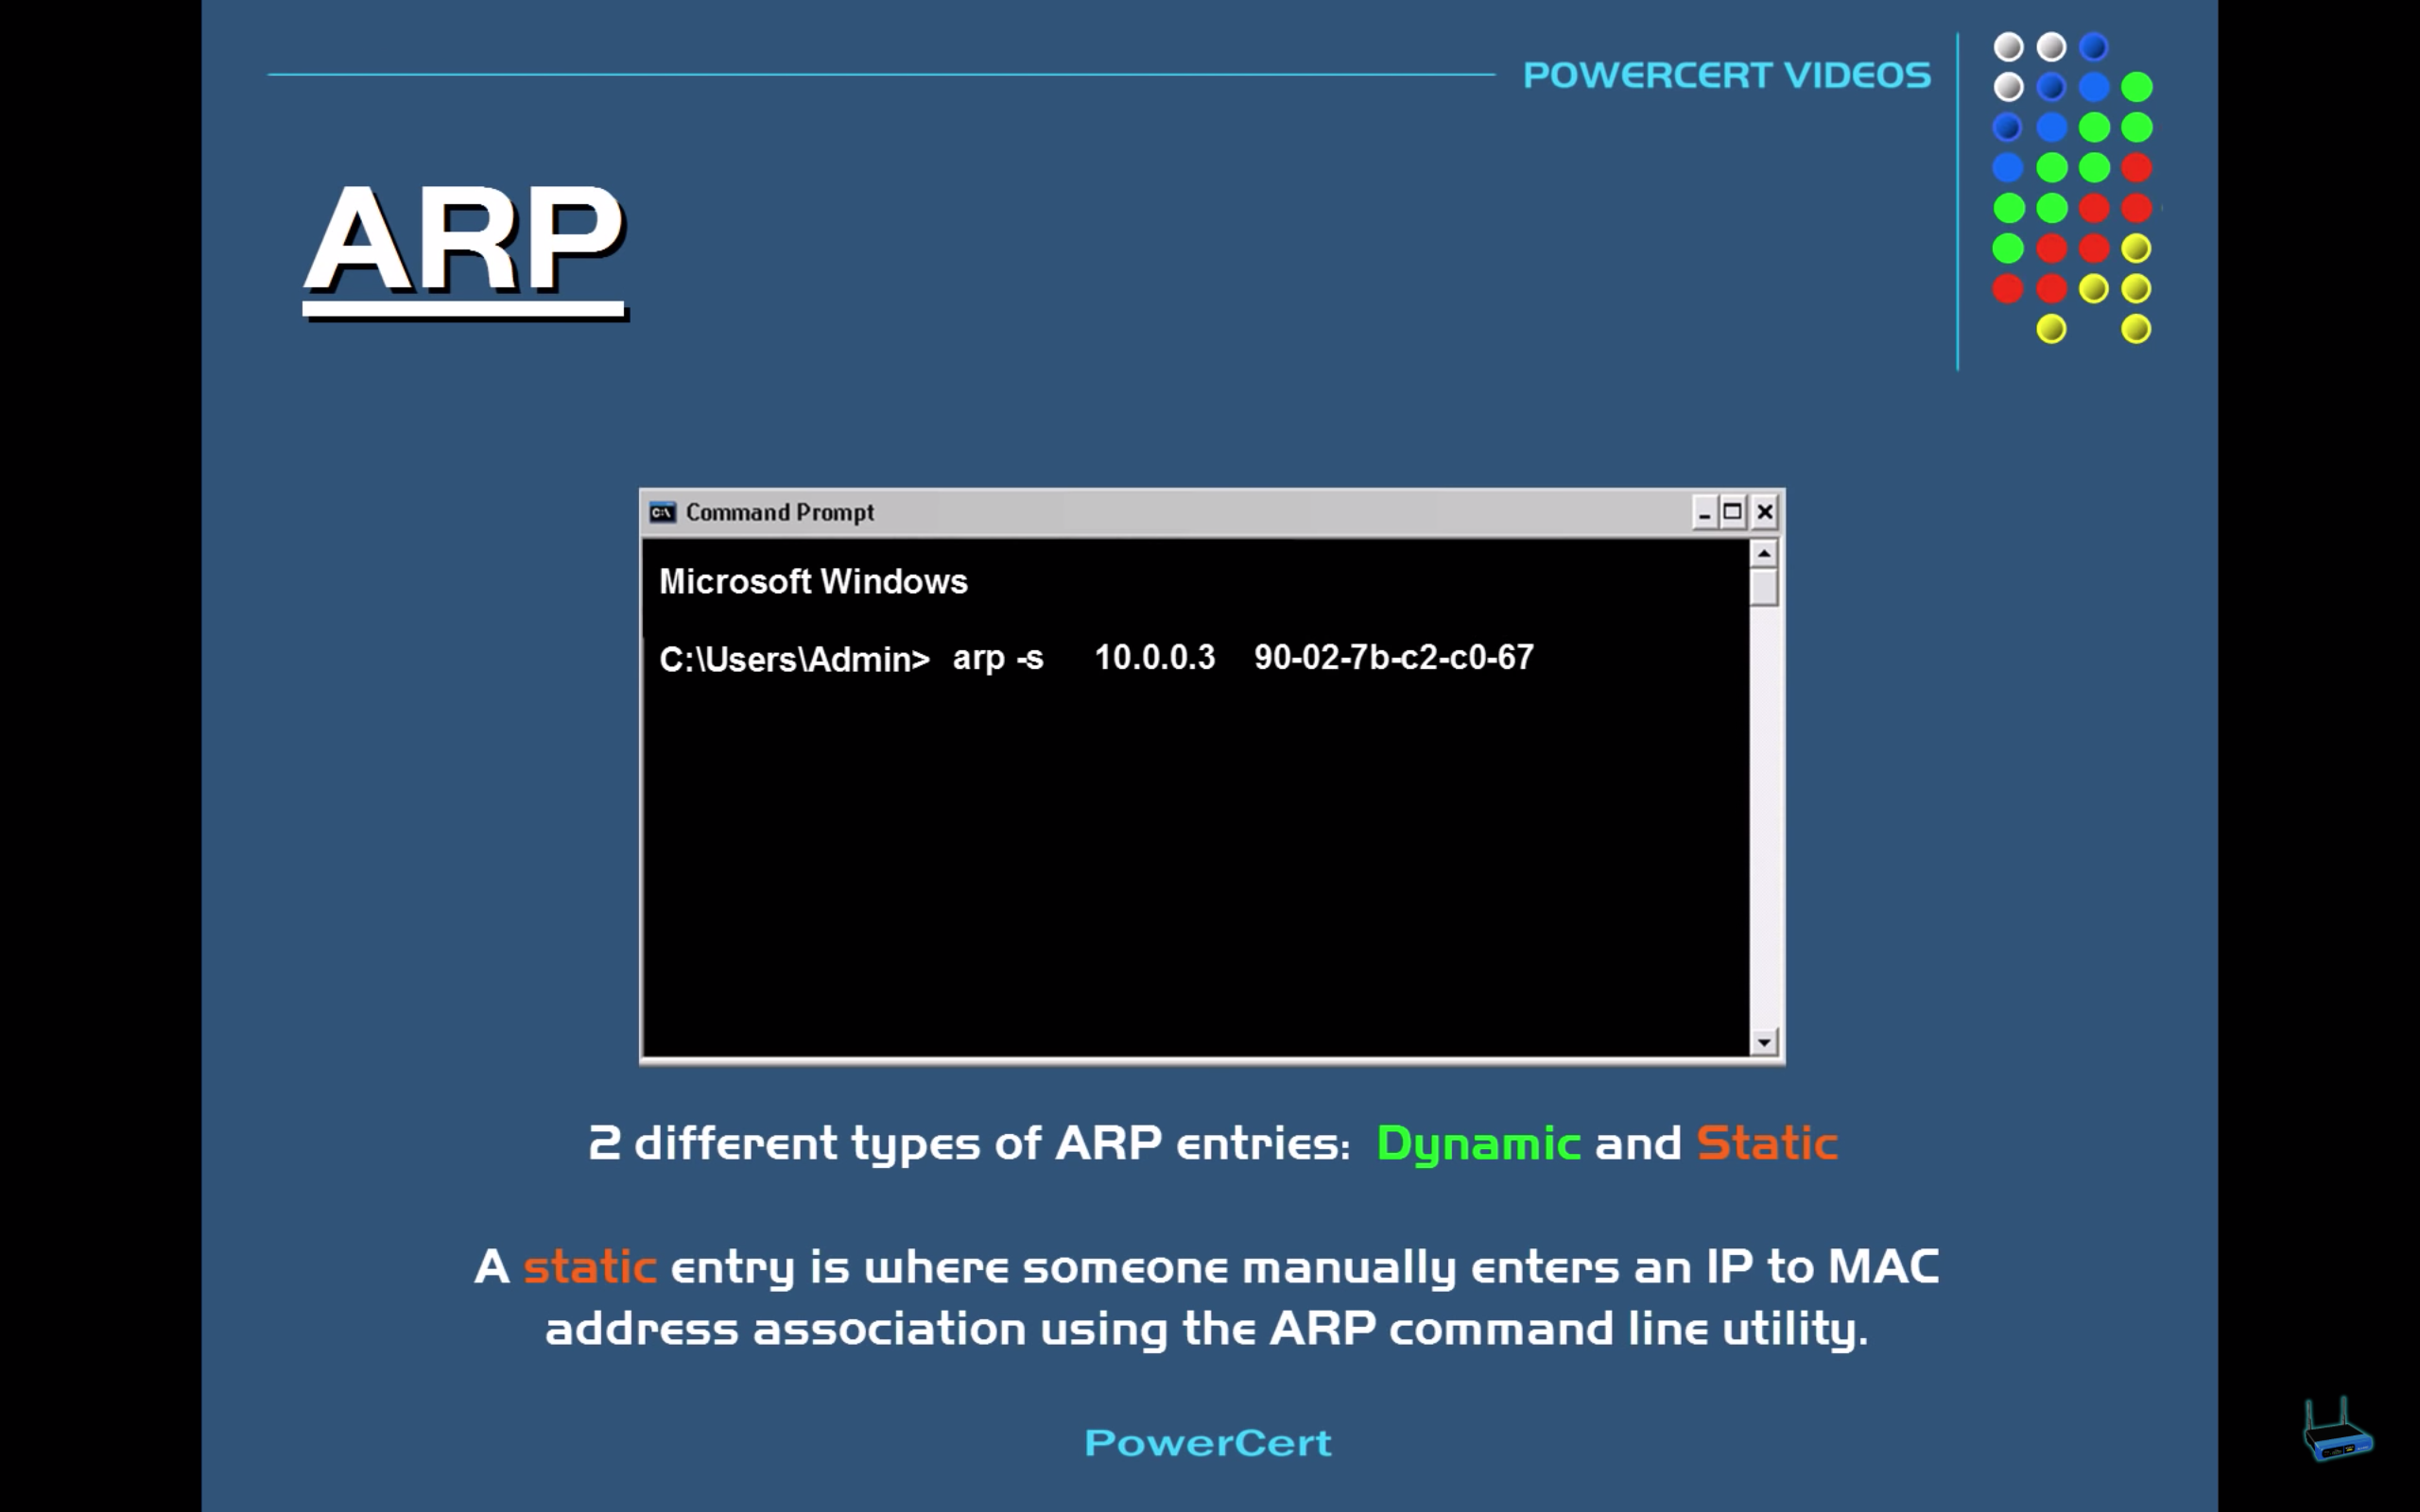 POWERCERT VIDEOS
ARP
C:\ Command Prompt
Microsoft Windows
C:\Users\Admin> arp -s 10.0.0.3 90-02-7b-c2-c0-67
2 different types of ARP entries: Dynamic and Static
A static entry is where someone manually enters an IP to MAC
address association using the ARP command line utility.
PowerCert